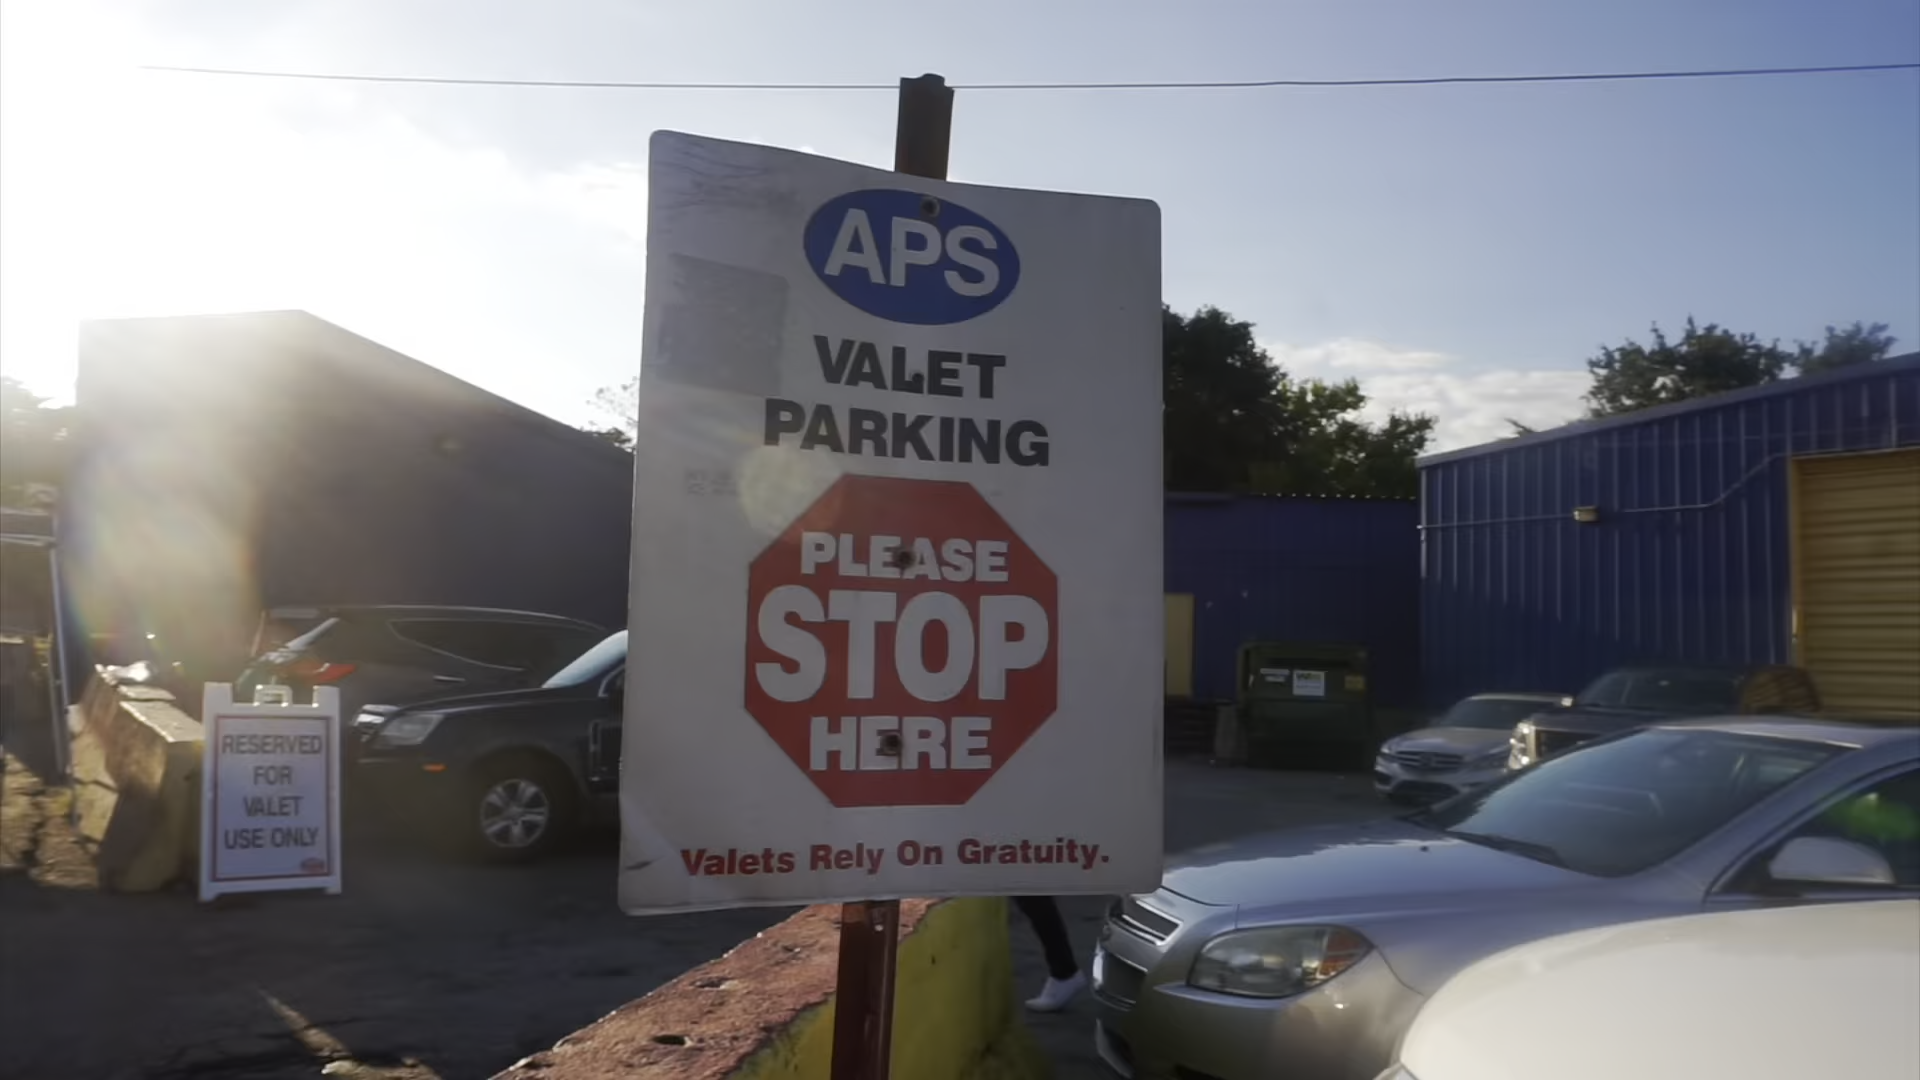 APS
VALET
PARKING
PLEASE
STOP
HERE
Valets Rely On Gratuity.
RESERVED
FOR
VALET
USE ONLY